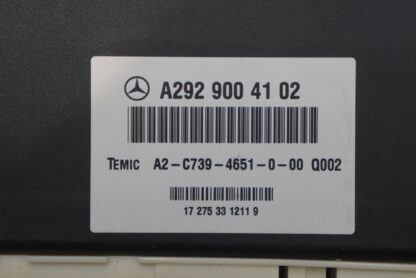 A292 900 41 02
TEMIC A2-C739-4651-0-00 Q002
17 275 33 1211 9